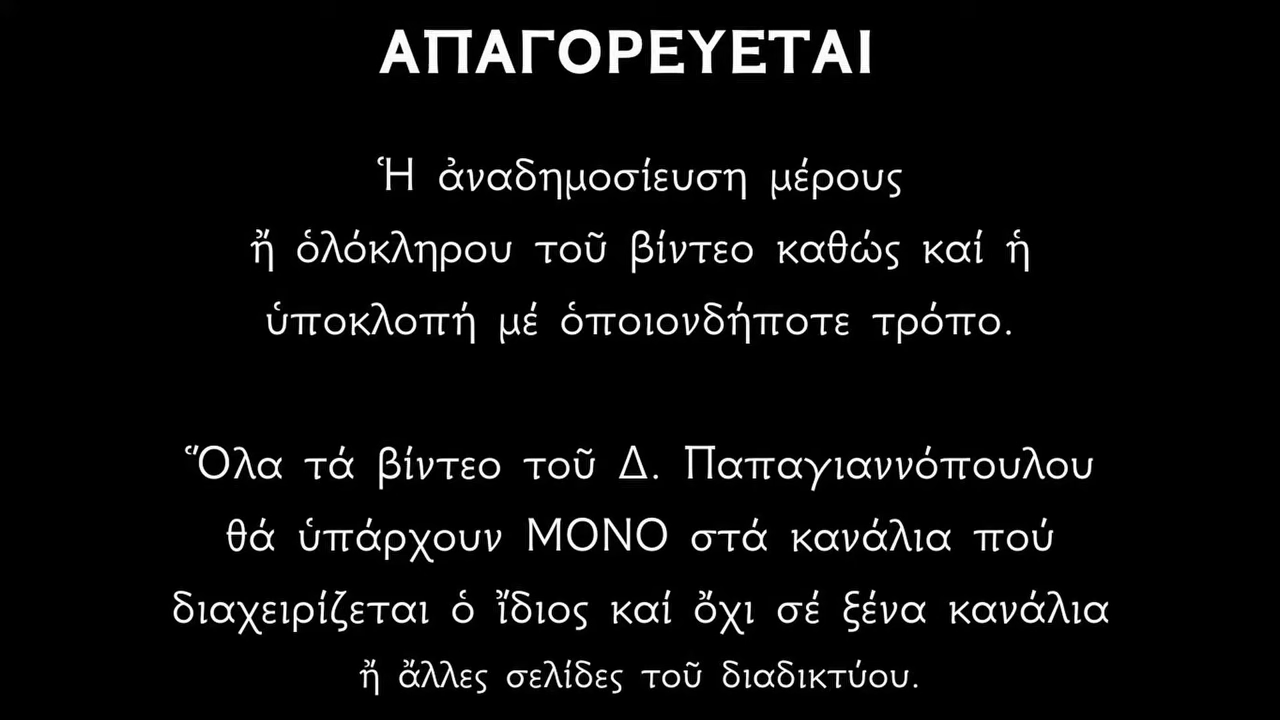 ΑΠΑΓΟΡΕΥΕΤΑΙ
Ἡ ἀναδημοσίευση μέρους
ἤ ὁλόκληρου τοῦ βίντεο καθώς καί ἡ
ὑποκλοπή μέ ὁποιονδήποτε τρόπο.
Ὅλα τά βίντεο τοῦ Δ. Παπαγιαννόπουλου
θά ὑπάρχουν ΜΟΝΟ στά κανάλια πού
διαχειρίζεται ὁ ἴδιος καί ὄχι σέ ξένα κανάλια
ἤ ἄλλες σελίδες τοῦ διαδικτύου.